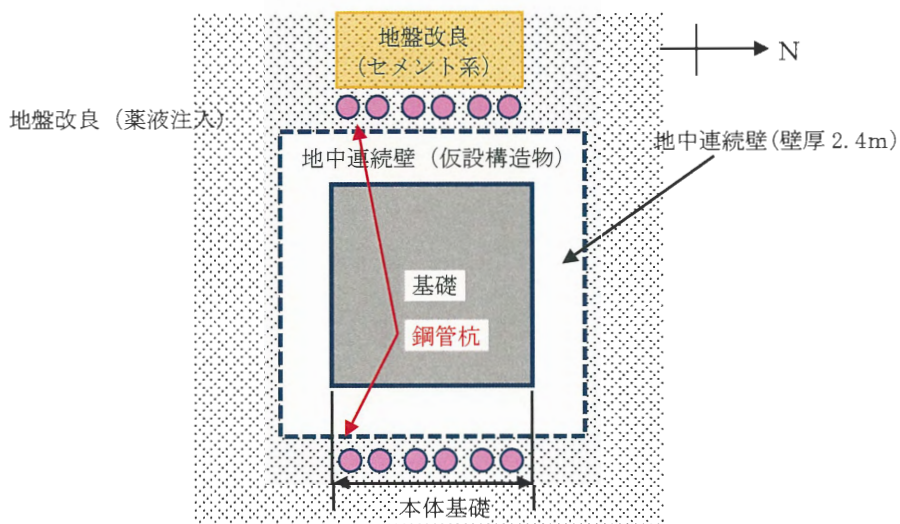 地盤改良
（セメント系）
N
地盤改良（薬液注入）
地中連続壁(壁厚 2.4m)
地中連続壁（仮設構造物）
基礎
鋼管杭
本体基礎